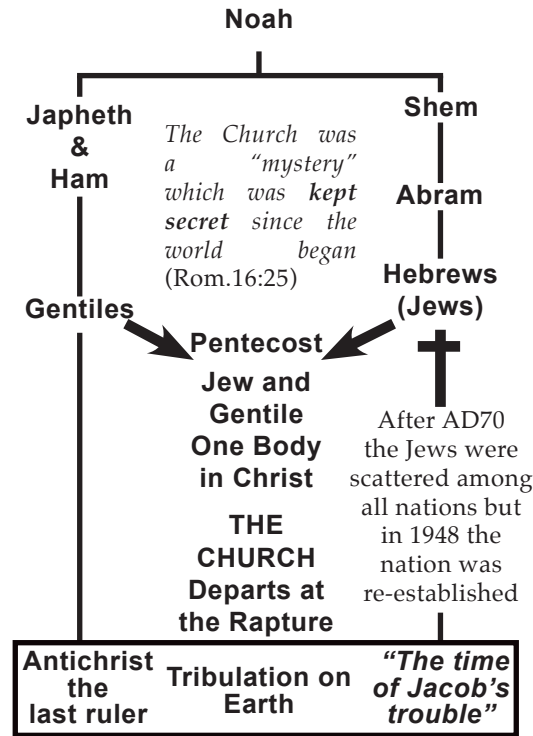 Noah
Japheth
&
Ham
Shem
The Church was
a "mystery"
which was kept
secret since the
world began
(Rom.16:25)
Abram
Hebrews
(Jews)
Gentiles
Pentecost
Jew and
Gentile
One Body
in Christ
THE
CHURCH
Departs at
the Rapture
After AD70
the Jews were
scattered among
all nations but
in 1948 the
nation was
re-established
Antichrist
the
last ruler
Tribulation on
Earth
"The time
of Jacob's
trouble"